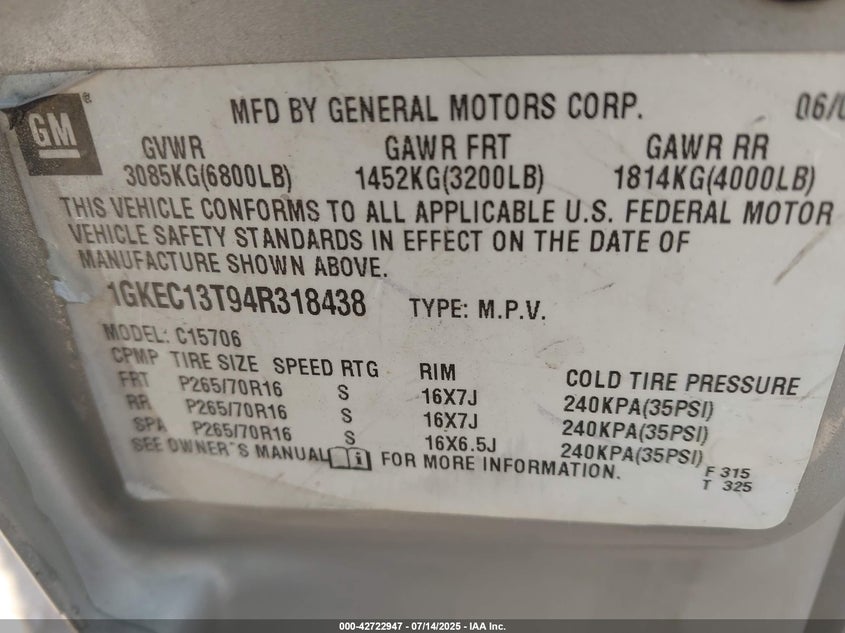 GM ®
MFD BY GENERAL MOTORS CORP. 06/0
GVWR GAWR FRT GAWR RR
3085KG(6800LB) 1452KG(3200LB) 1814KG(4000LB)
THIS VEHICLE CONFORMS TO ALL APPLICABLE U.S. FEDERAL MOTOR
VEHICLE SAFETY STANDARDS IN EFFECT ON THE DATE OF
MANUFACTURE SHOWN ABOVE.
1GKEC13T94R318438 TYPE: M.P.V.
MODEL: C15706
CPMP TIRE SIZE SPEED RTG RIM COLD TIRE PRESSURE
FRT P265/70R16 S 16X7J 240KPA(35PSI)
RR P265/70R16 S 16X7J 240KPA(35PSI)
SPA P265/70R16 S 16X6.5J 240KPA(35PSI)
SEE OWNER'S MANUAL i FOR MORE INFORMATION.
F 315
T 325
000-42722947 - 07/14/2025 - IAA Inc.